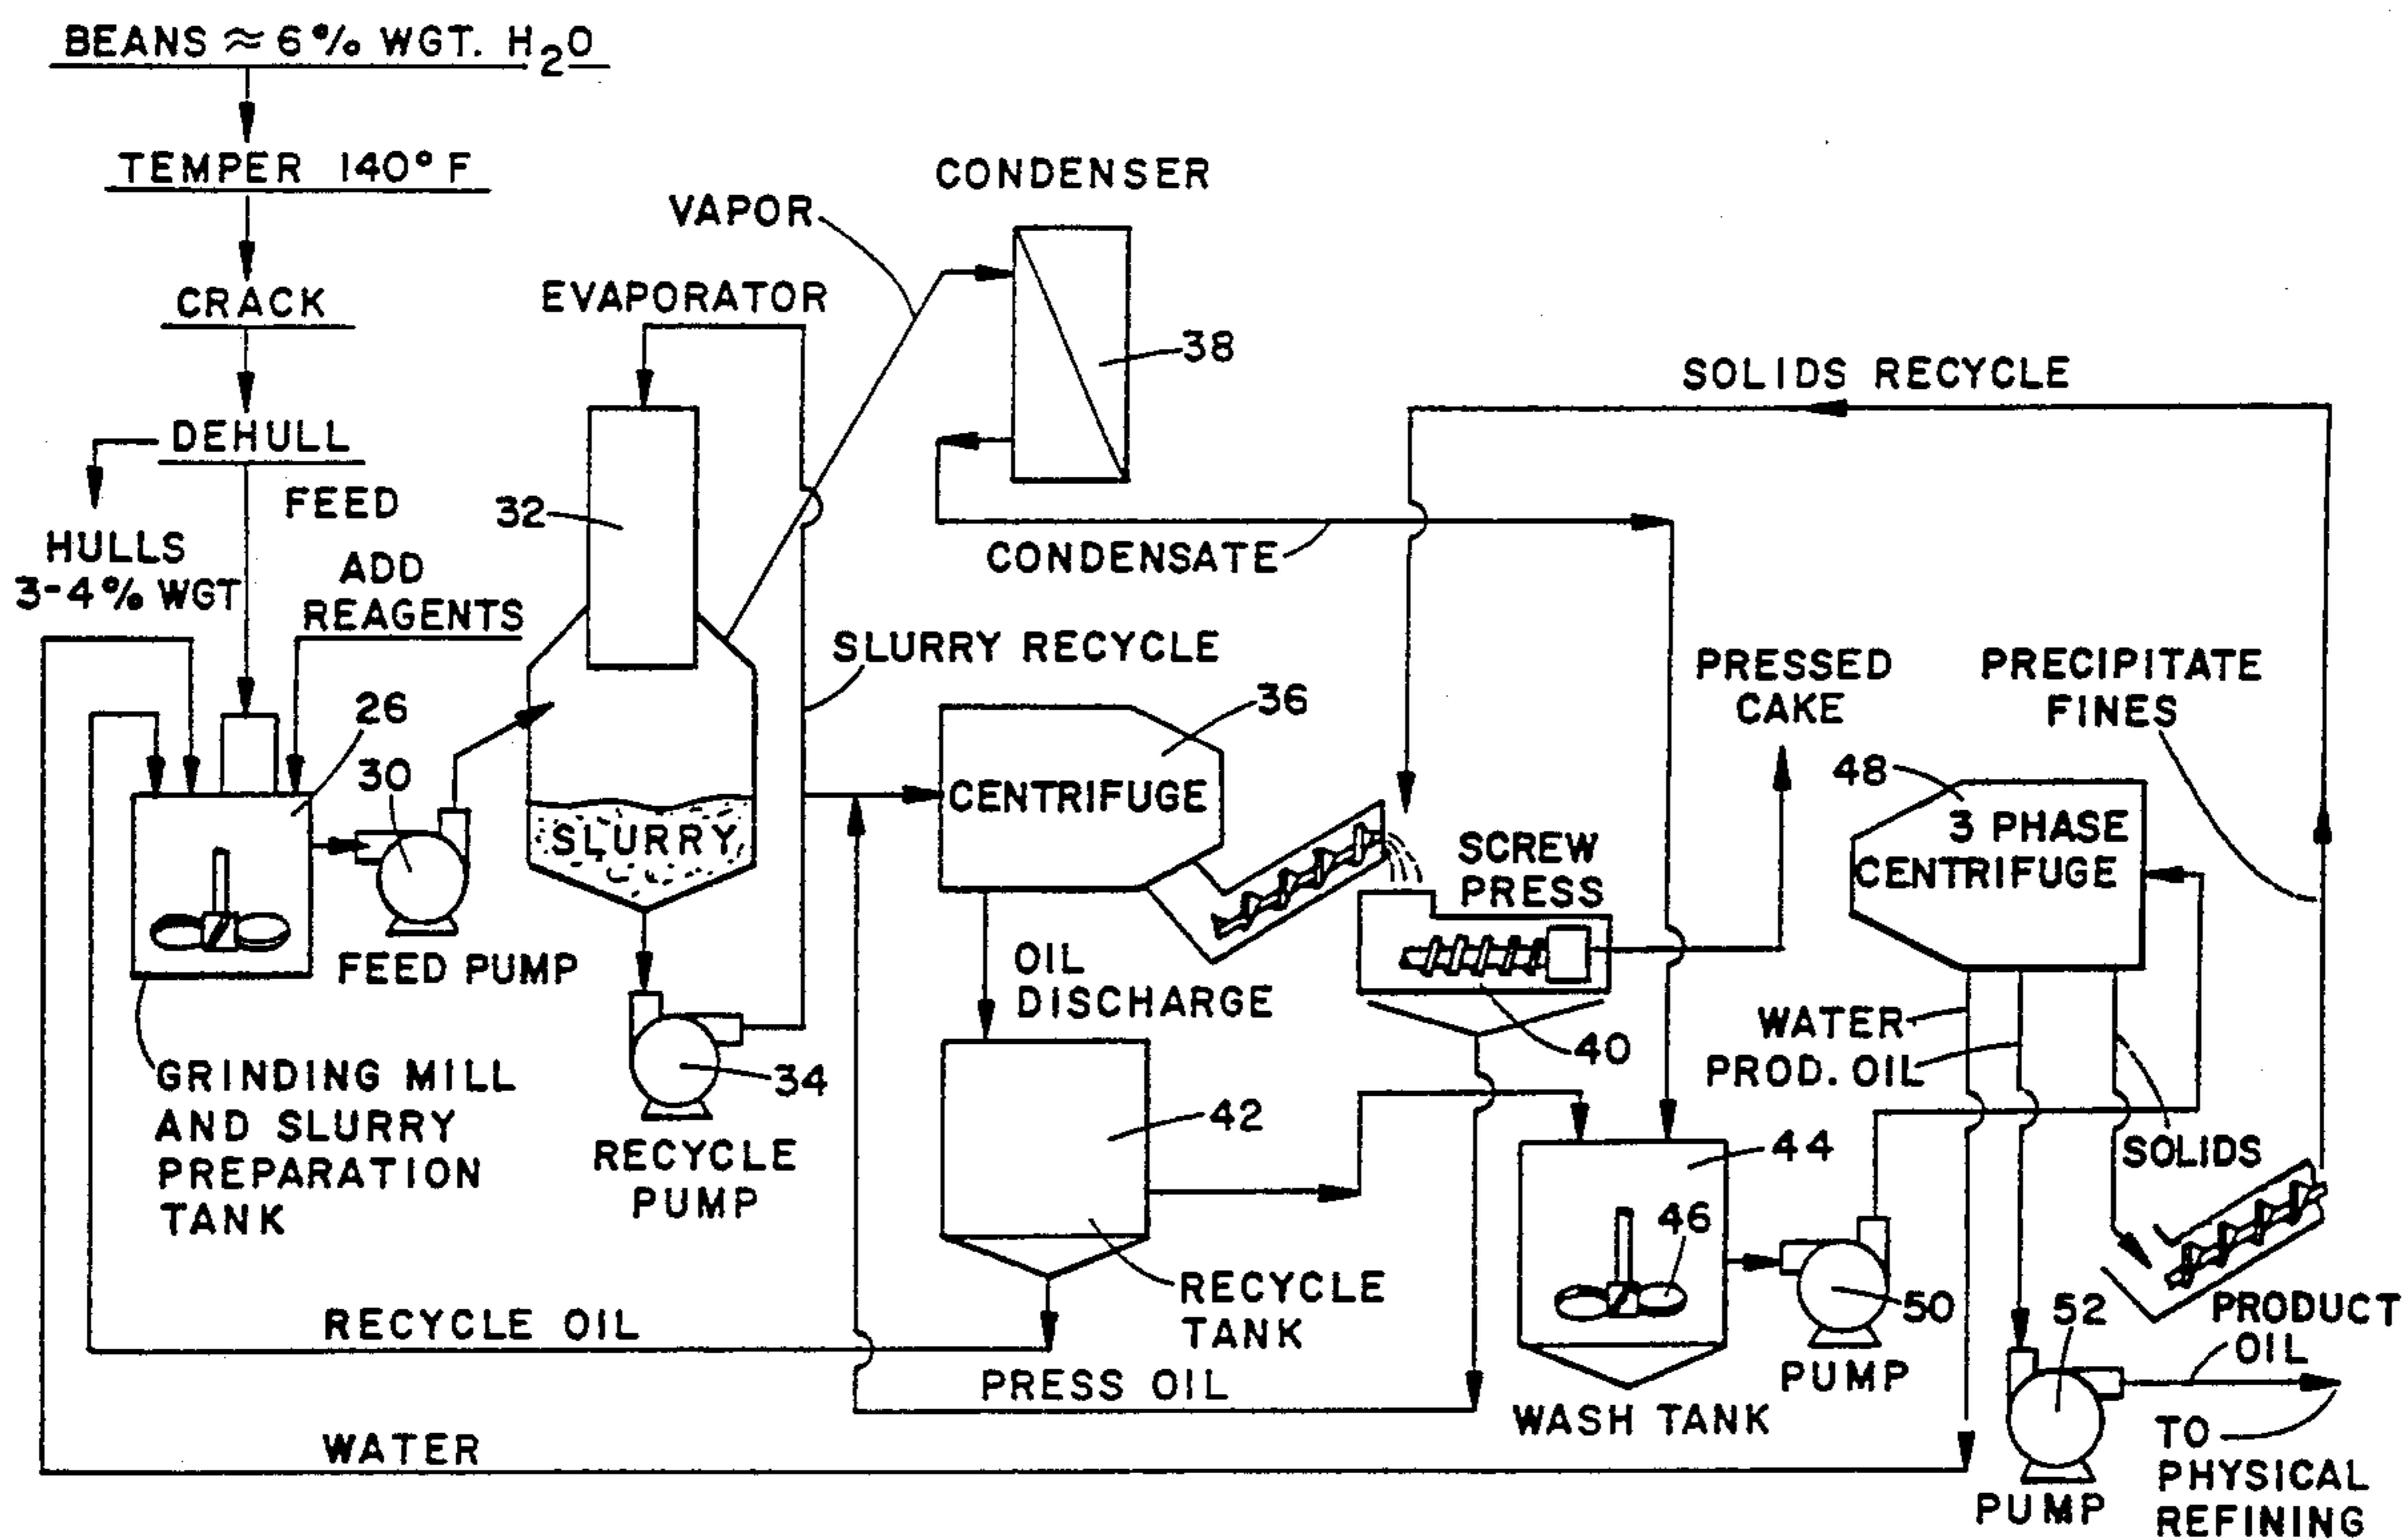 BEANS ≈ 6% WGT. H₂O
TEMPER 140° F
CRACK
DEHULL
FEED
HULLS
3-4% WGT
ADD
REAGENTS
26
30
FEED PUMP
GRINDING MILL
AND SLURRY
PREPARATION
TANK
EVAPORATOR
32
SLURRY
34
RECYCLE
PUMP
VAPOR
CONDENSER
38
CONDENSATE
SLURRY RECYCLE
CENTRIFUGE
36
OIL
DISCHARGE
SCREW
PRESS
40
PRESSED
CAKE
SOLIDS RECYCLE
PRECIPITATE
FINES
48
3 PHASE
CENTRIFUGE
WATER
PROD. OIL
SOLIDS
42
RECYCLE
TANK
44
46
WASH TANK
50
PUMP
52
PUMP
PRODUCT
OIL
TO
PHYSICAL
REFINING
RECYCLE OIL
PRESS OIL
WATER